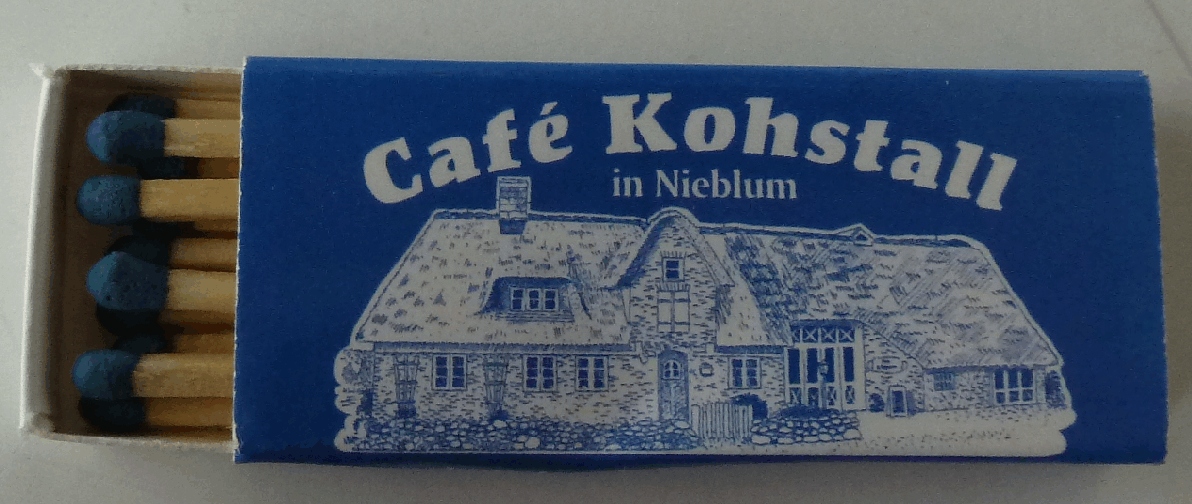 Café Kohstall
in Nieblum